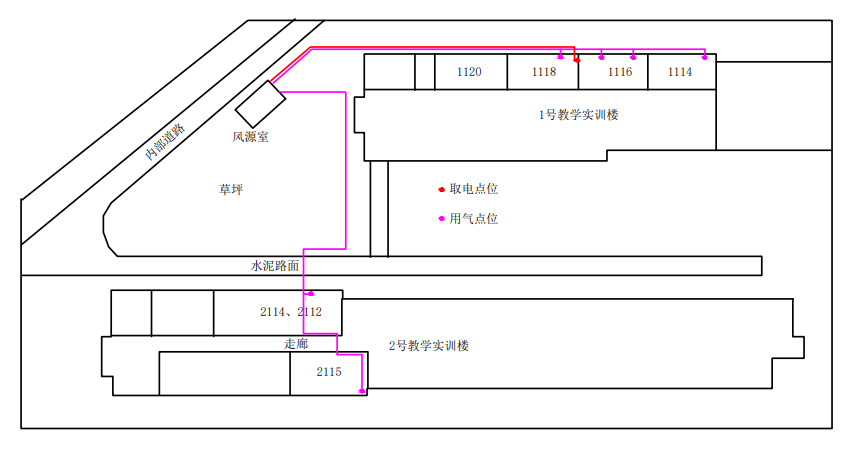 1120
1118
1116
1114
1号教学实训楼
风源室
内部道路
草坪
取电点位
用气点位
水泥路面
2114、2112
走廊
2号教学实训楼
2115